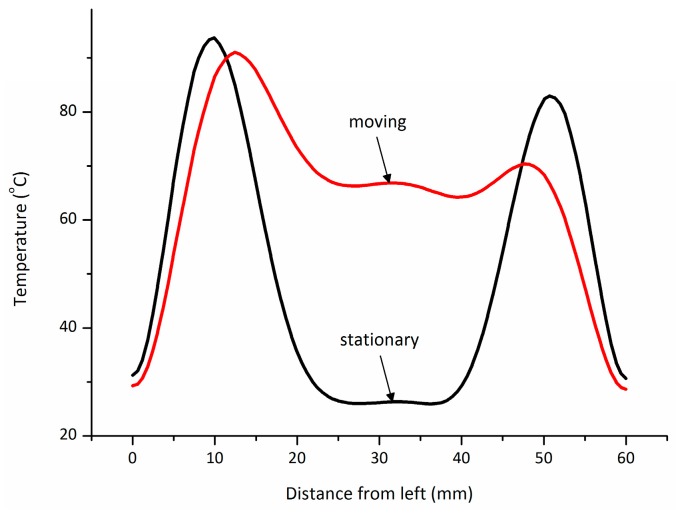 80
moving
60
Temperature (°C)
40
stationary
20
0 10 20 30 40 50 60
Distance from left (mm)